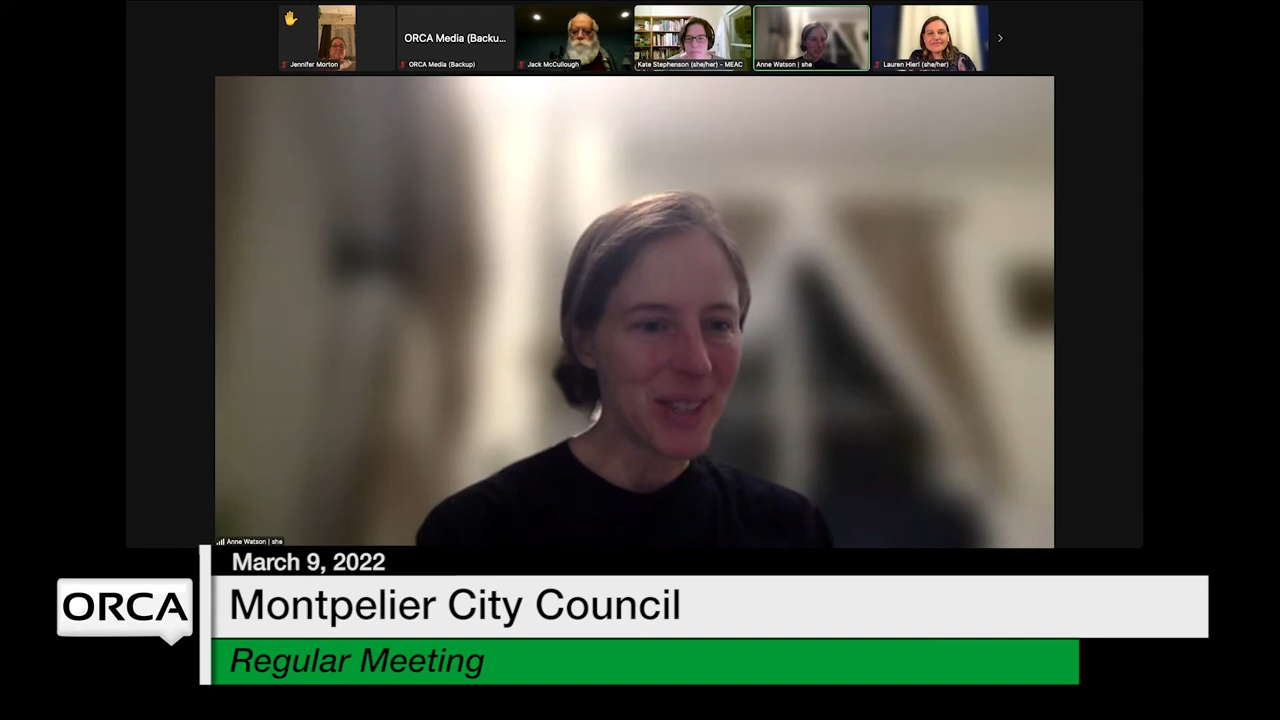 ORCA Media (Backu...
Jennifer Morton
ORCA Media (Backup)
Jack McCullough
Kate Stephenson (she/her) - MEAC
Anne Watson | she
Lauren Hierl (she/her)
Anne Watson | she
March 9, 2022
ORCA
Montpelier City Council
Regular Meeting